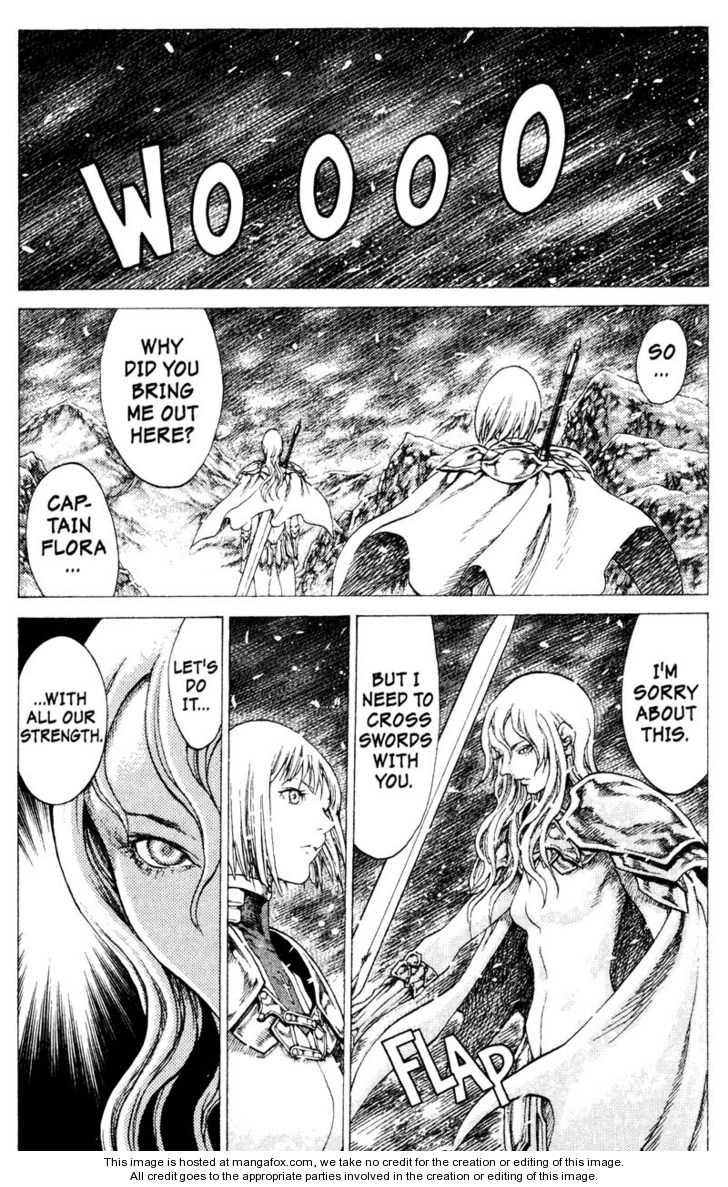 WOOOO
SO
...
WHY
DID YOU
BRING
ME OUT
HERE?
CAP-
TAIN
FLORA
...
I'M
SORRY
ABOUT
THIS.
BUT I
NEED TO
CROSS
SWORDS
WITH
YOU.
FLAP
LET'S
DO
IT...
...WITH
ALL OUR
STRENGTH.
This image is hosted at mangafox.com, we take no credit for the creation or editing of this image.
All credit goes to the appropriate parties involved in the creation or editing of this image.